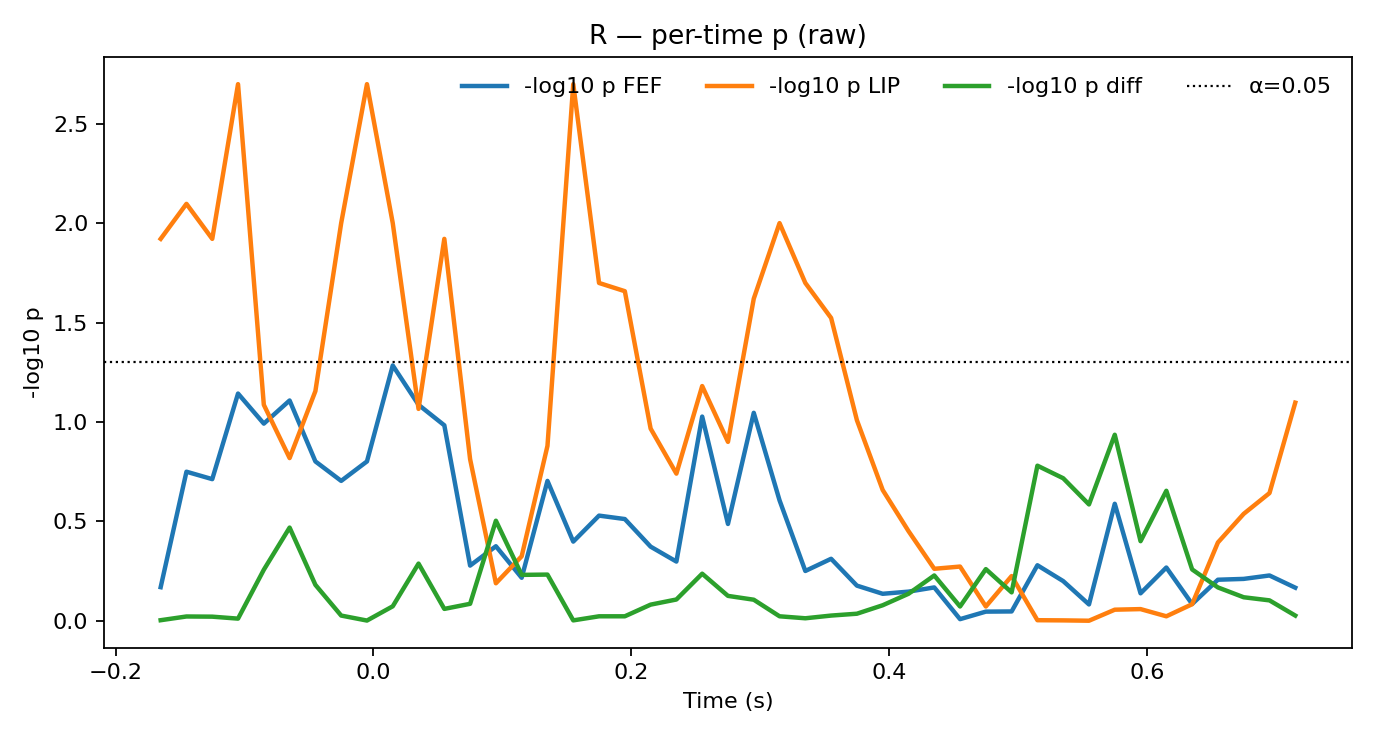 R — per-time p (raw)
-log10 p FEF
-log10 p LIP
-log10 p diff
α=0.05
-log10 p
2.5
2.0
1.5
1.0
0.5
0.0
−0.2
0.0
0.2
0.4
0.6
Time (s)